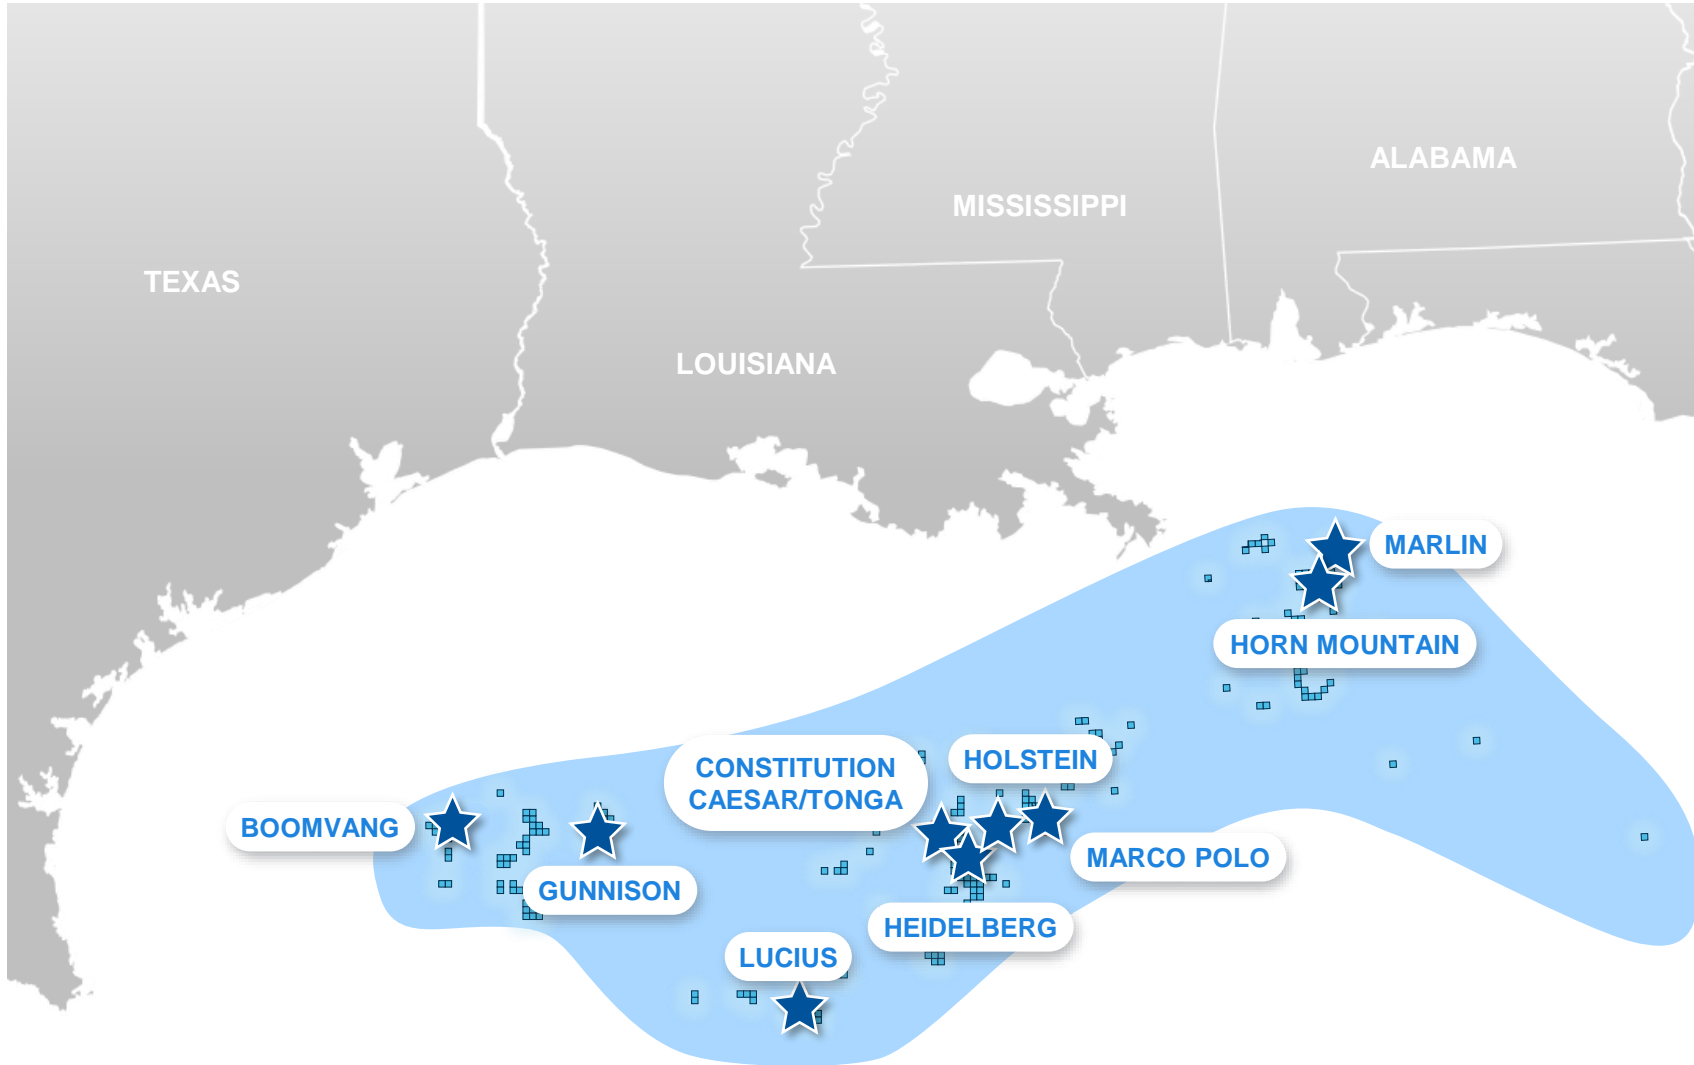 ALABAMA
MISSISSIPPI
TEXAS
LOUISIANA
MARLIN
HORN MOUNTAIN
CONSTITUTION
CAESAR/TONGA
HOLSTEIN
BOOMVANG
MARCO POLO
GUNNISON
HEIDELBERG
LUCIUS